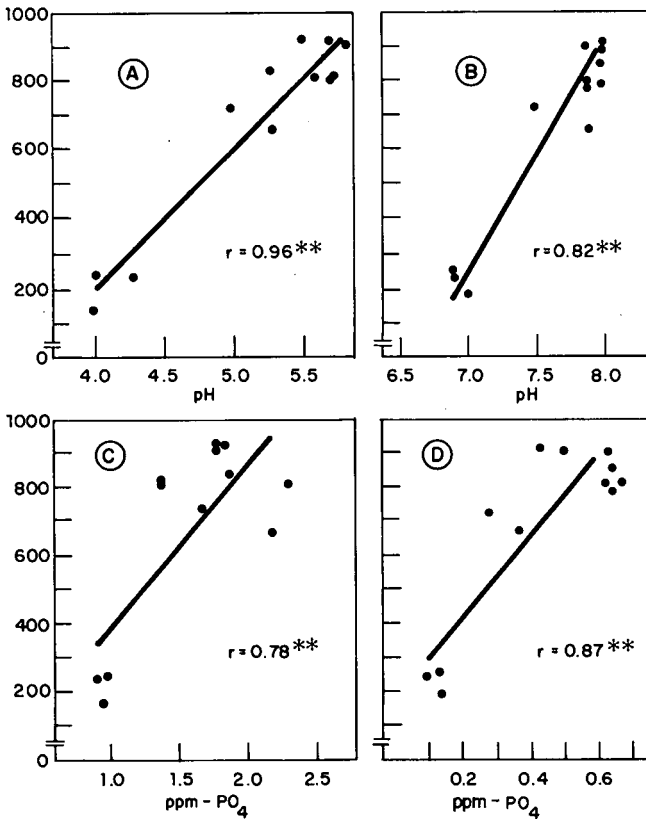 1000
800
600
400
200
0
A
r = 0.96**
4.0 4.5 5.0 5.5
pH
B
r = 0.82**
6.5 7.0 7.5 8.0
pH
1000
800
600
400
200
0
C
r = 0.78**
1.0 1.5 2.0 2.5
ppm - PO4
D
r = 0.87**
0.2 0.4 0.6
ppm - PO4